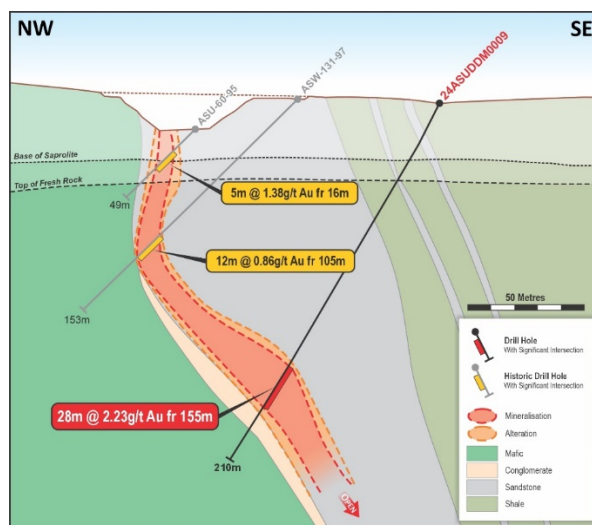 NW
SE
ASU-60-95
ASW-131-97
24ASUDDM0009
Base of Saprolite
Top of Fresh Rock
49m
5m @ 1.38g/t Au fr 16m
12m @ 0.86g/t Au fr 105m
153m
28m @ 2.23g/t Au fr 155m
210m
OPEN
50 Metres
Drill Hole
With Significant Intersection
Historic Drill Hole
With Significant Intersection
Mineralisation
Alteration
Mafic
Conglomerate
Sandstone
Shale